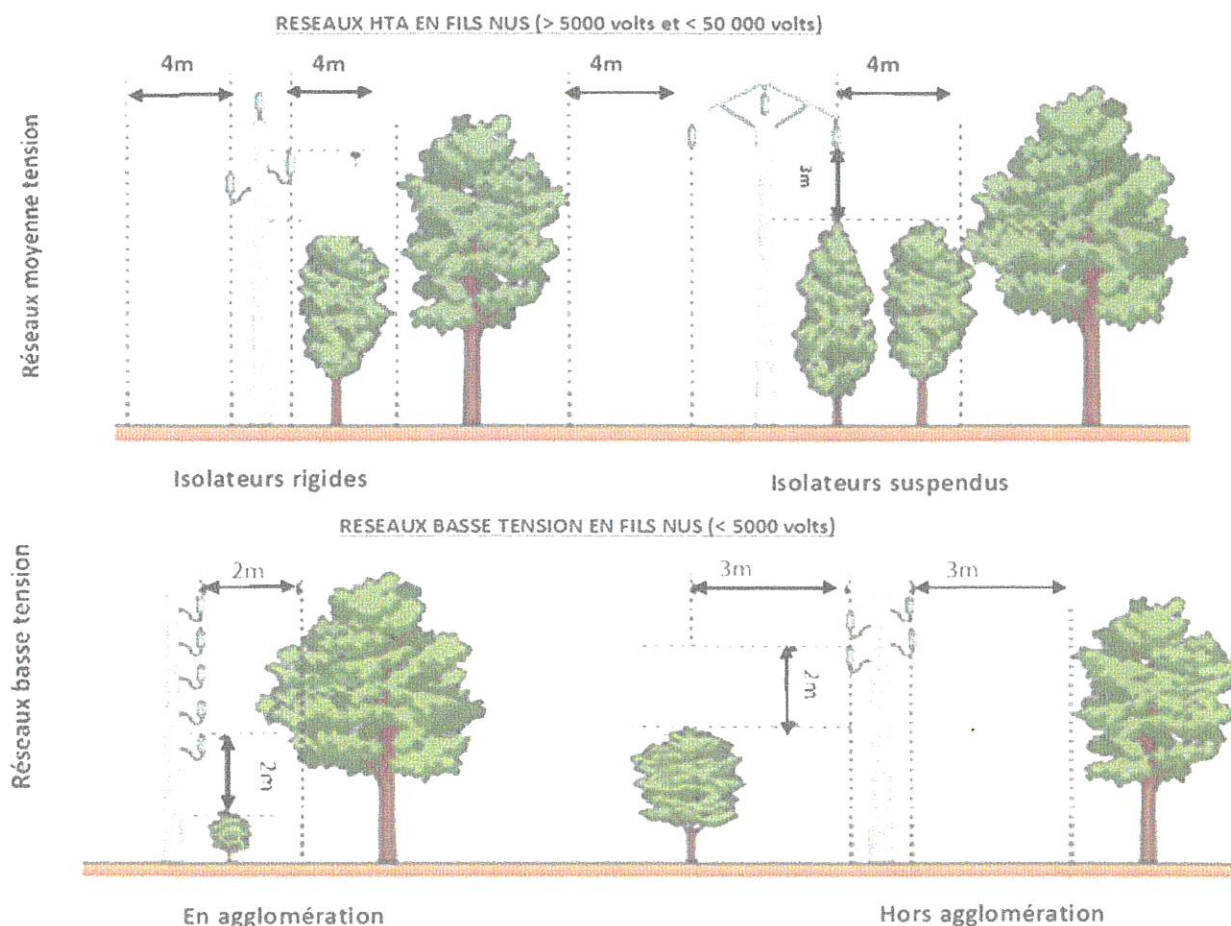 RESEAUX HTA EN FILS NUS (> 5000 volts et < 50 000 volts)
4m
4m
4m
4m
3m
Réseaux moyenne tension
Isolateurs rigides
Isolateurs suspendus
RESEAUX BASSE TENSION EN FILS NUS (< 5000 volts)
2m
3m
3m
2m
2m
Réseaux basse tension
En agglomération
Hors agglomération